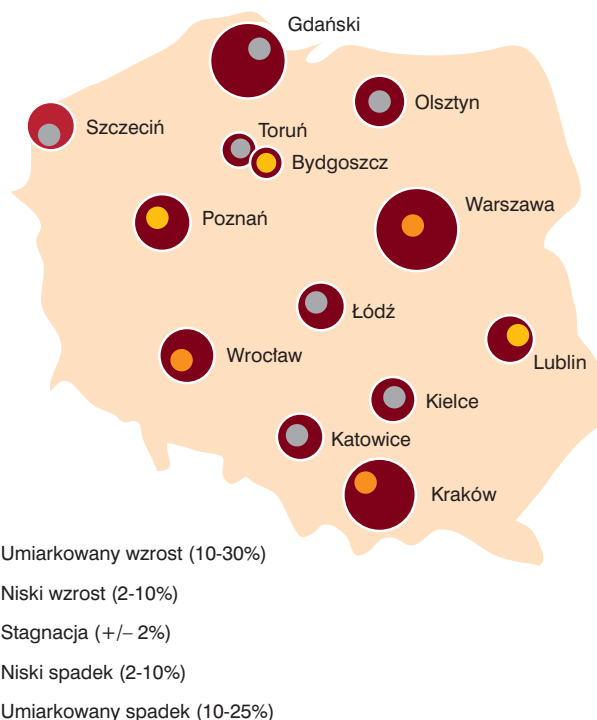 Gdański
Olsztyn
Szczeciń
Toruń
Bydgoszcz
Warszawa
Poznań
Łódź
Wrocław
Lublin
Kielce
Katowice
Kraków
Umiarkowany wzrost (10-30%)
Niski wzrost (2-10%)
Stagnacja (+/– 2%)
Niski spadek (2-10%)
Umiarkowany spadek (10-25%)